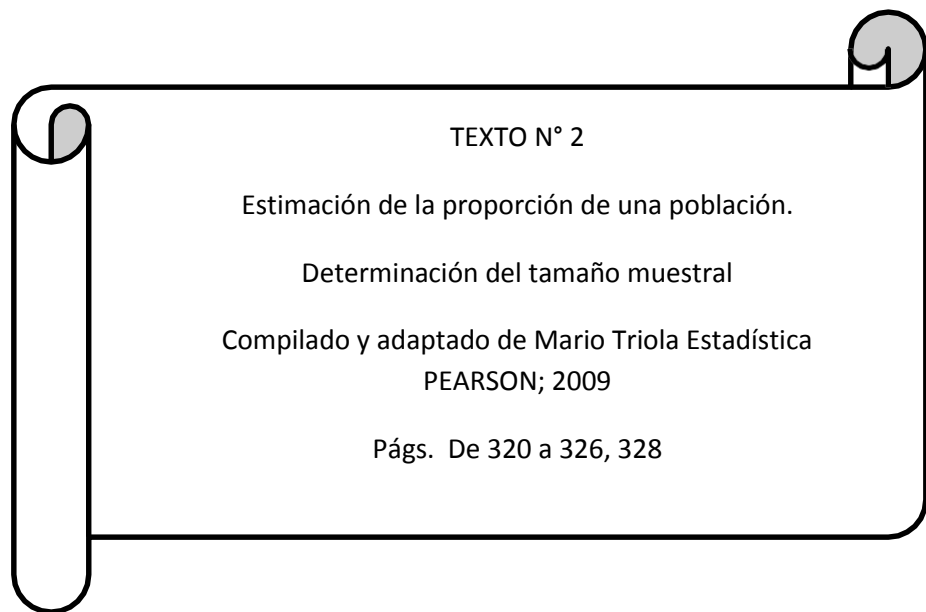 TEXTO N° 2
Estimación de la proporción de una población.
Determinación del tamaño muestral
Compilado y adaptado de Mario Triola Estadística
PEARSON; 2009
Págs. De 320 a 326, 328